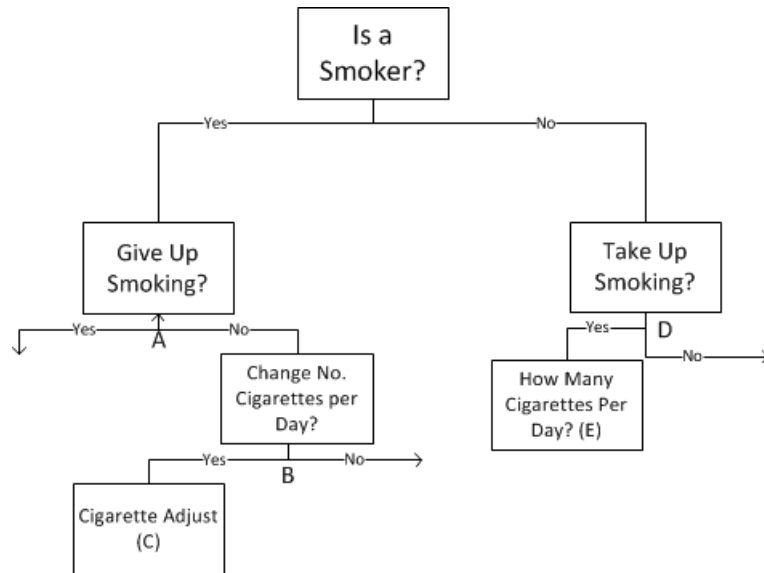 Is a
Smoker?
Yes
No
Give Up
Smoking?
Take Up
Smoking?
Yes
A
No
Yes
D
No
Change No.
Cigarettes per
Day?
How Many
Cigarettes Per
Day? (E)
Yes
No
B
Cigarette Adjust
(C)